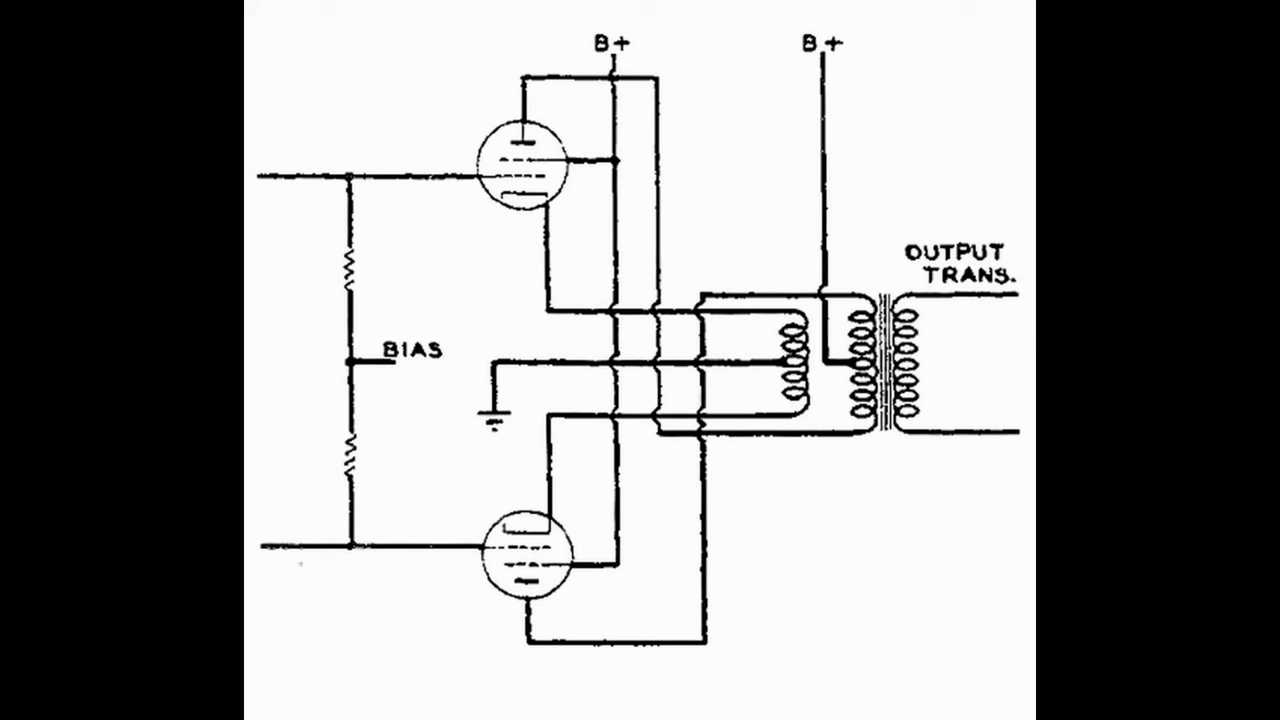 B+
B+
OUTPUT
TRANS.
BIAS